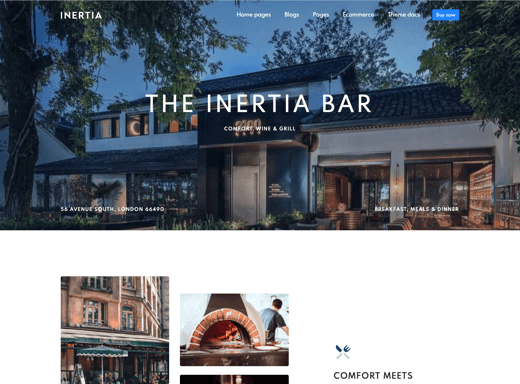 INERTIA
Home pages Blogs Pages Ecommerce Theme docs Buy now
THE INERTIA BAR
COMFORT, WINE & GRILL
56 AVENUE SOUTH, LONDON 66490
BREAKFAST, MEALS & DINNER
COMFORT MEETS